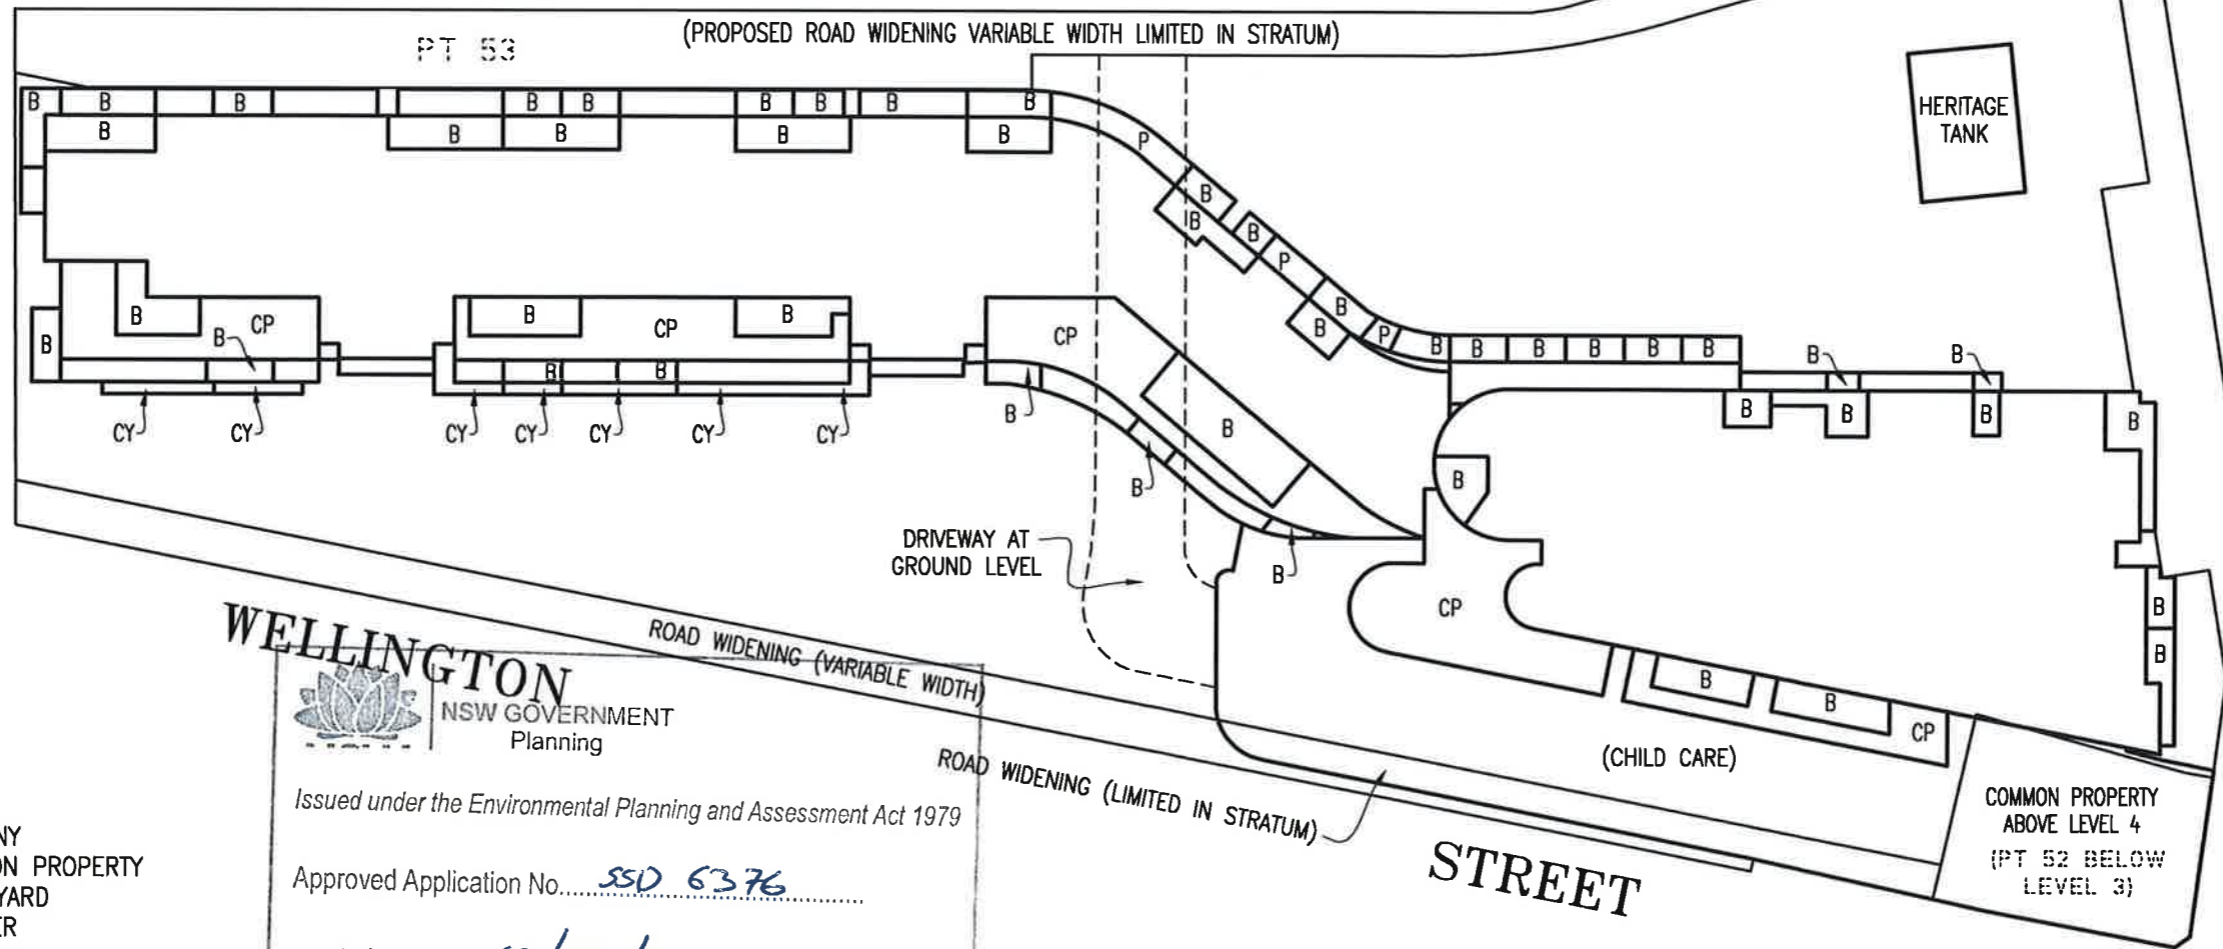 (PROPOSED ROAD WIDENING VARIABLE WIDTH LIMITED IN STRATUM)
PT 53
HERITAGE
TANK
B B B B B B B B B
B B B B B
P
B
B
B
P
B
B
P
B B B B B B
B
B
B
B
B
B
B
B
B CP
B
B
B CP B
CP
B B
B
B
B
B
B
CY CY CY CY CY CY CY
DRIVEWAY AT
GROUND LEVEL
CP
B
B
B
B
CP
WELLINGTON
ROAD WIDENING (VARIABLE WIDTH)
ROAD WIDENING (LIMITED IN STRATUM)
(CHILD CARE)
STREET
COMMON PROPERTY
ABOVE LEVEL 4
(PT 52 BELOW
LEVEL 3)
NSW GOVERNMENT
Planning
Issued under the Environmental Planning and Assessment Act 1979
Approved Application No. SSD 6376
NY
ON PROPERTY
YARD
ER